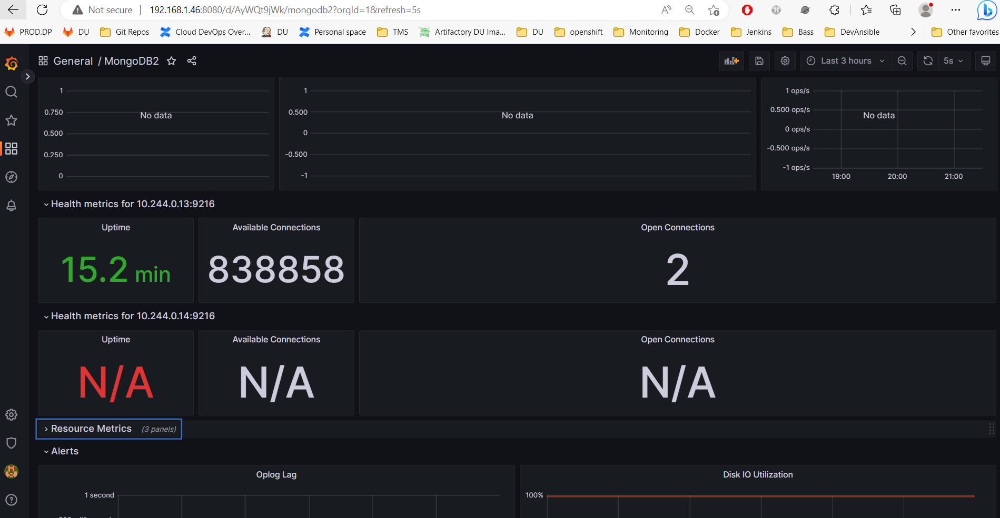 Not secure | 192.168.1.46:8080/d/AyWQt9jWk/mongodb2?orgId=1&refresh=5s
PROD.DP DU Git Repos Cloud DevOps Over... DU Personal space TMS Artifactory DU Ima... DU openshift Monitoring Docker Jenkins Bass DevAnsible Other favorites
General / MongoDB2 Last 3 hours 5s
1
0.750
0.500
0.250
0
No data
1
0.500
0
-0.500
-1
No data
1 ops/s
0.500 ops/s
0 ops/s
-0.500 ops/s
-1 ops/s
No data
19:00 20:00 21:00
Health metrics for 10.244.0.13:9216
Uptime
15.2 min
Available Connections
838858
Open Connections
2
Health metrics for 10.244.0.14:9216
Uptime
N/A
Available Connections
N/A
Open Connections
N/A
Resource Metrics (3 panels)
Alerts
Oplog Lag
1 second
Disk IO Utilization
100%